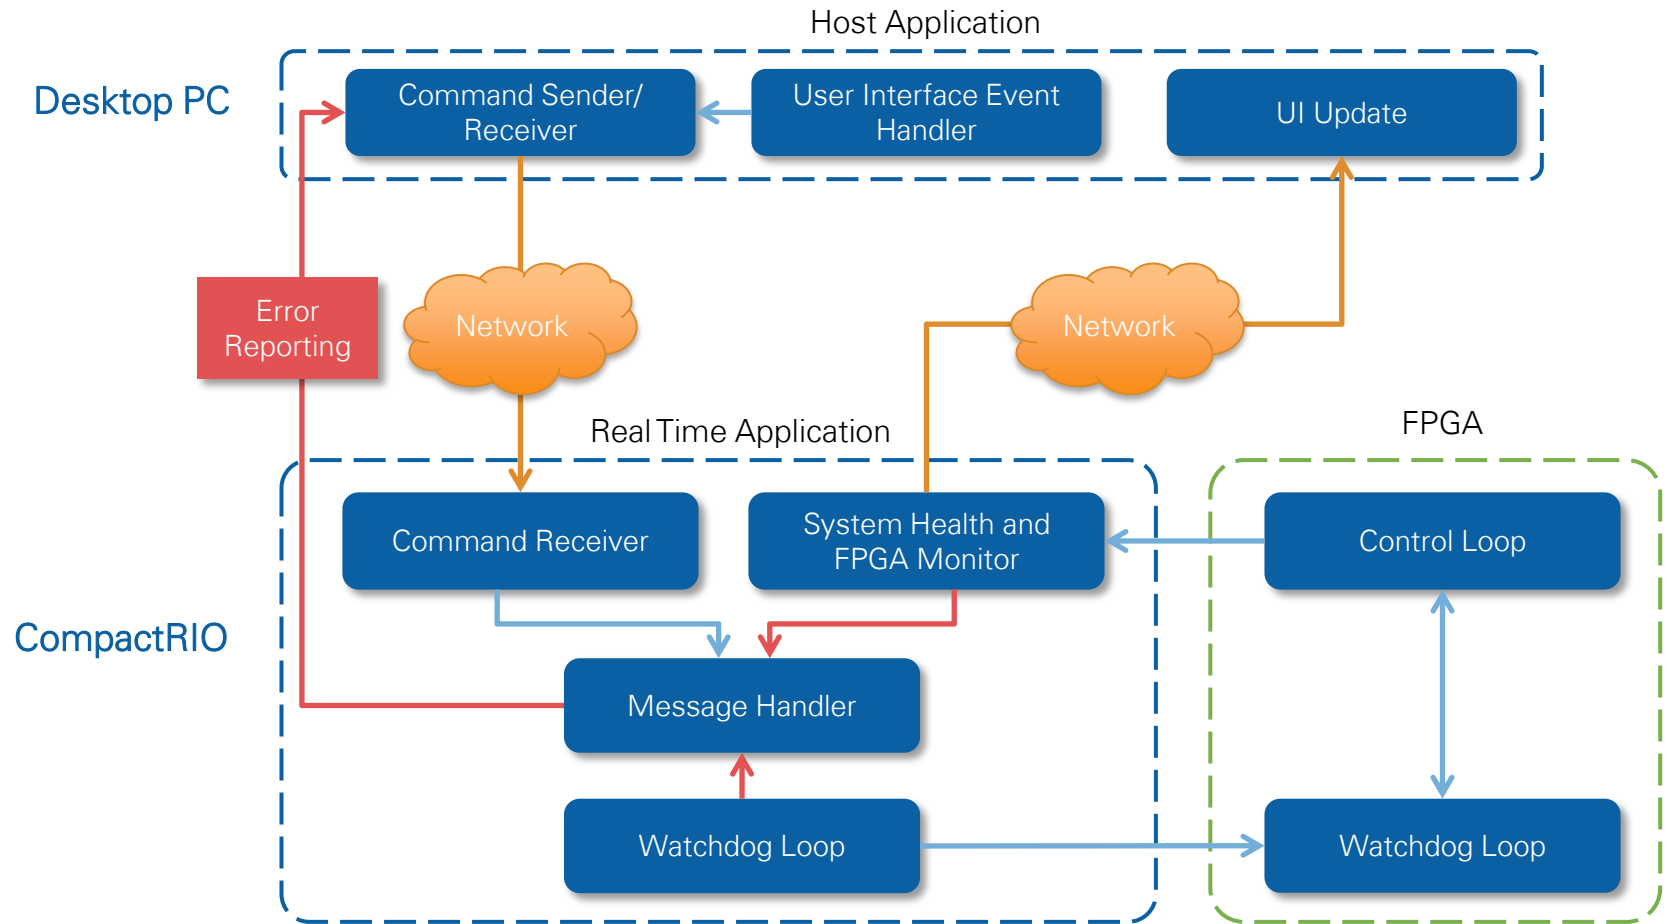 Host Application
Desktop PC
Command Sender/
Receiver
User Interface Event
Handler
UI Update
Error
Reporting
Network
Network
Real Time Application
FPGA
CompactRIO
Command Receiver
System Health and
FPGA Monitor
Control Loop
Message Handler
Watchdog Loop
Watchdog Loop